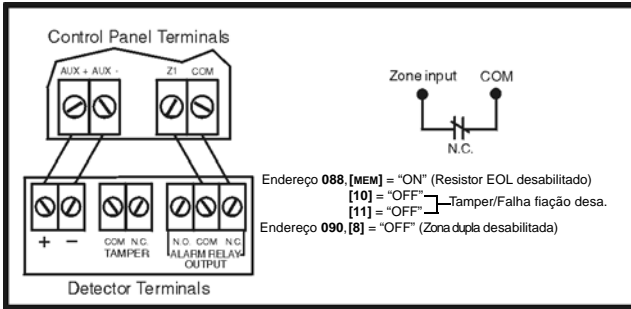 Control Panel Terminals
AUX + AUX - Z1 COM
Zone input COM
N.C.
Endereço 088, [MEM] = “ON” (Resistor EOL desabilitado)
[10] = “OFF”
[11] = “OFF”
Tamper/Falha fiação desa.
Endereço 090, [8] = “OFF” (Zona dupla desabilitada)
+ − COM N.C. N.O. COM N.C.
TAMPER ALARM RELAY
OUTPUT
Detector Terminals